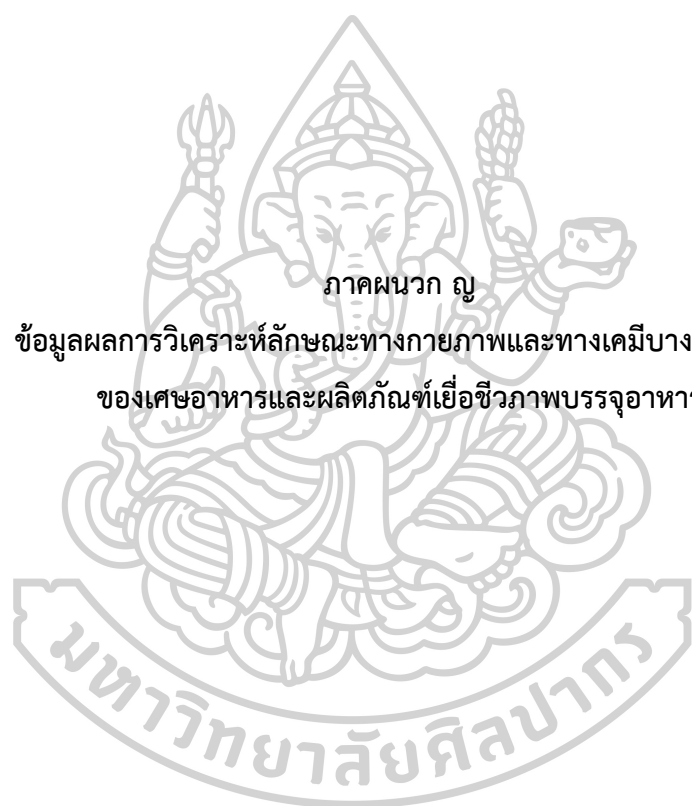 ภาคผนวก ญ
ข้อมูลผลการวิเคราะห์ลักษณะทางกายภาพและทางเคมีบาง
ของเศษอาหารและผลิตภัณฑ์เยื่อชีวภาพบรรจุ
มหาวิทยาลัยศิลปากร